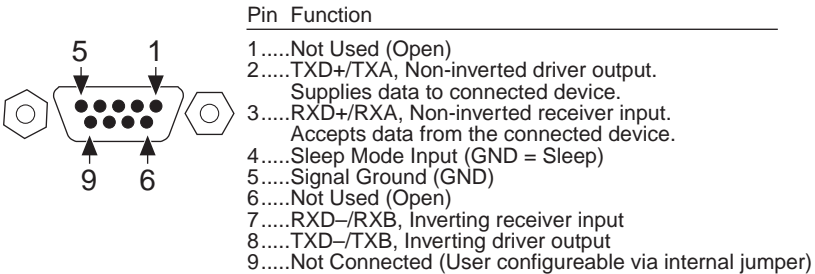 Pin Function
5 1
9 6
1.....Not Used (Open)
2.....TXD+/TXA, Non-inverted driver output.
Supplies data to connected device.
3.....RXD+/RXA, Non-inverted receiver input.
Accepts data from the connected device.
4.....Sleep Mode Input (GND = Sleep)
5.....Signal Ground (GND)
6.....Not Used (Open)
7.....RXD–/RXB, Inverting receiver input
8.....TXD–/TXB, Inverting driver output
9.....Not Connected (User configureable via internal jumper)